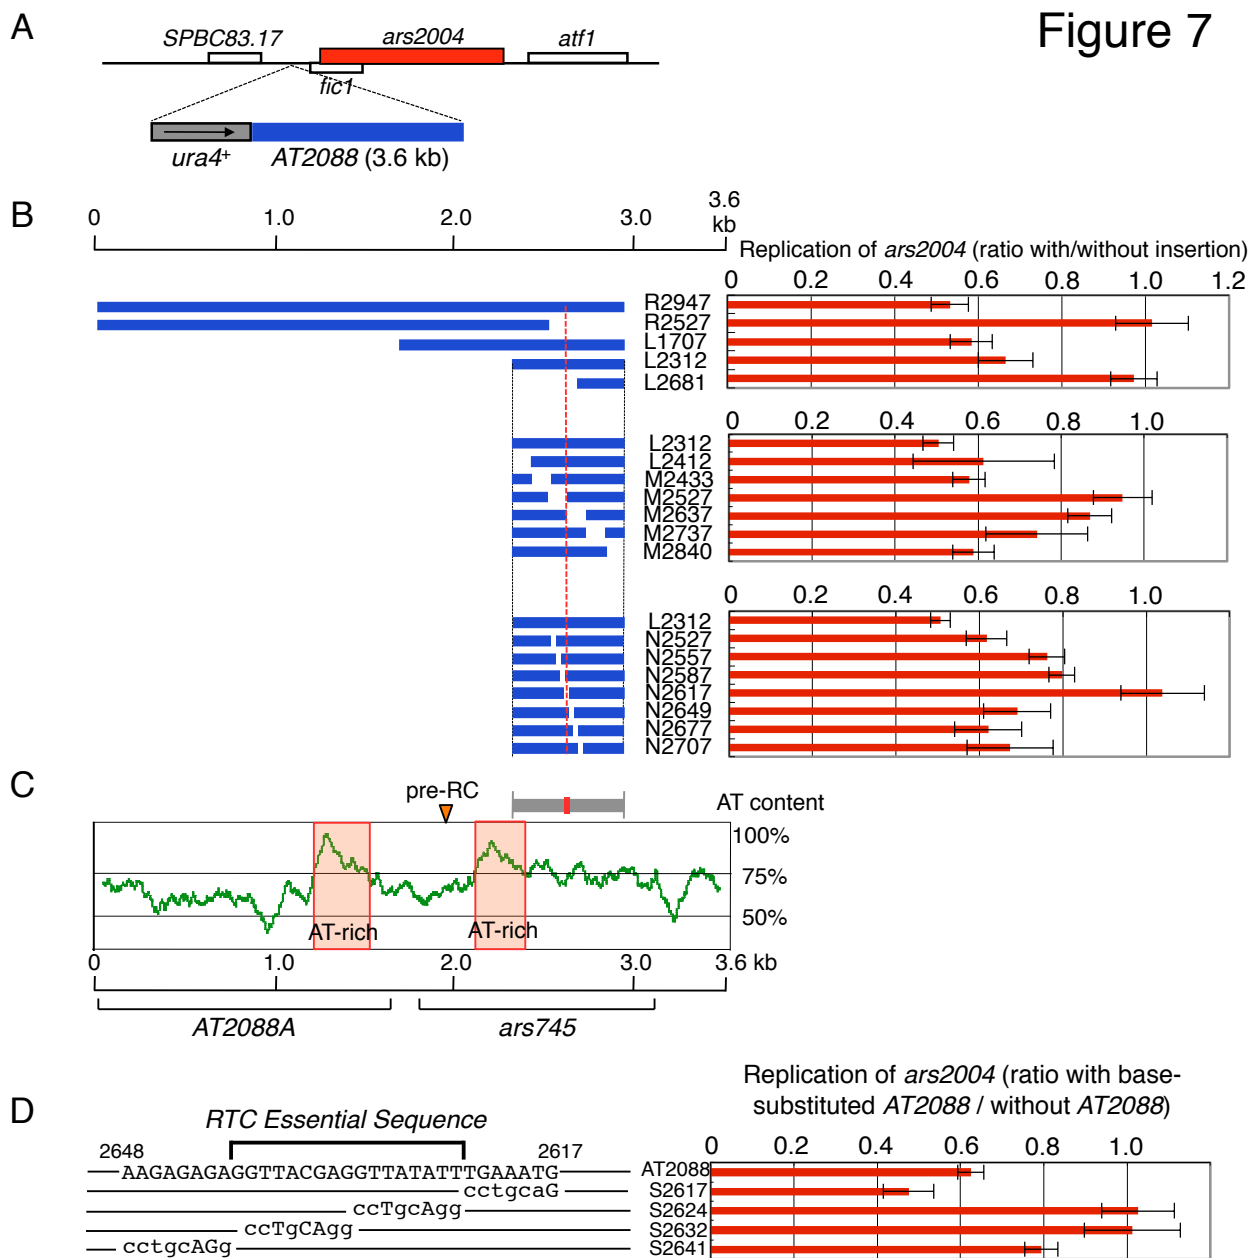 Figure 7
A
SPBC83.17
ars2004
atf1
fic1
ura4+
AT2088 (3.6 kb)
B
0 1.0 2.0 3.0 3.6 kb
Replication of ars2004 (ratio with/without insertion)
0 0.2 0.4 0.6 0.8 1.0 1.2
R2947
R2527
L1707
L2312
L2681
0 0.2 0.4 0.6 0.8 1.0
L2312
L2412
M2433
M2527
M2637
M2737
M2840
0 0.2 0.4 0.6 0.8 1.0
L2312
N2527
N2557
N2587
N2617
N2649
N2677
N2707
C
pre-RC
AT content
100%
75%
50%
AT-rich
AT-rich
0 1.0 2.0 3.0 3.6 kb
AT2088A
ars745
D
RTC Essential Sequence
2648 2617
AAGAGAGAGGTTACGAGGTTATATTTGAAATG
cctgcaG
ccTgcAgg
ccTgCAgg
cctgcAGg
Replication of ars2004 (ratio with base-
substituted AT2088 / without AT2088)
0 0.2 0.4 0.6 0.8 1.0
AT2088
S2617
S2624
S2632
S2641